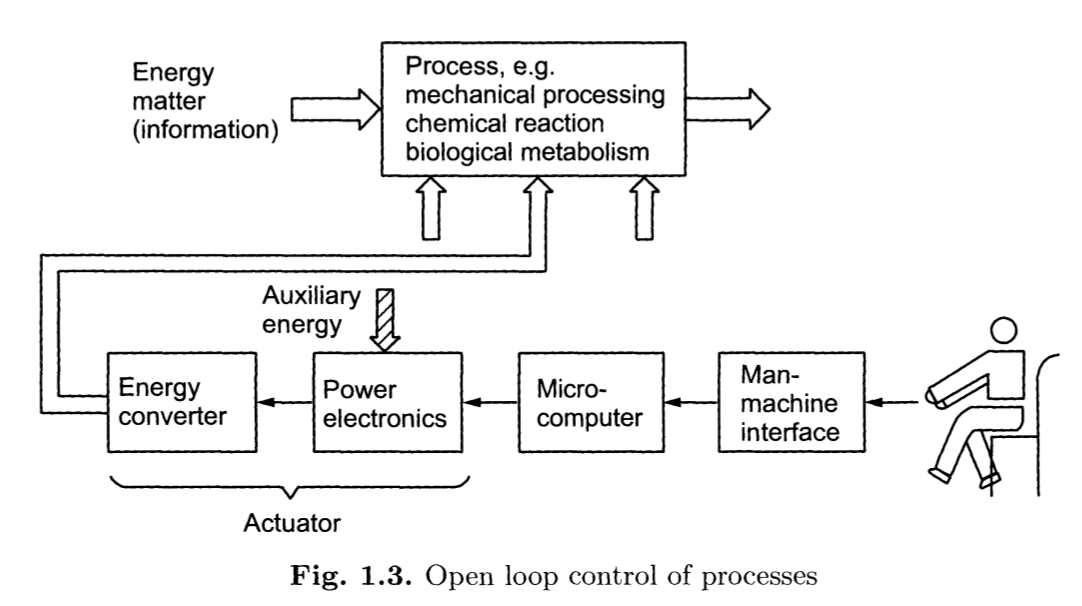 Energy
matter
(information)
Process, e.g.
mechanical processing
chemical reaction
biological metabolism
Auxiliary
energy
Energy
converter
Power
electronics
Micro-
computer
Man-
machine
interface
Actuator
Fig. 1.3. Open loop control of processes